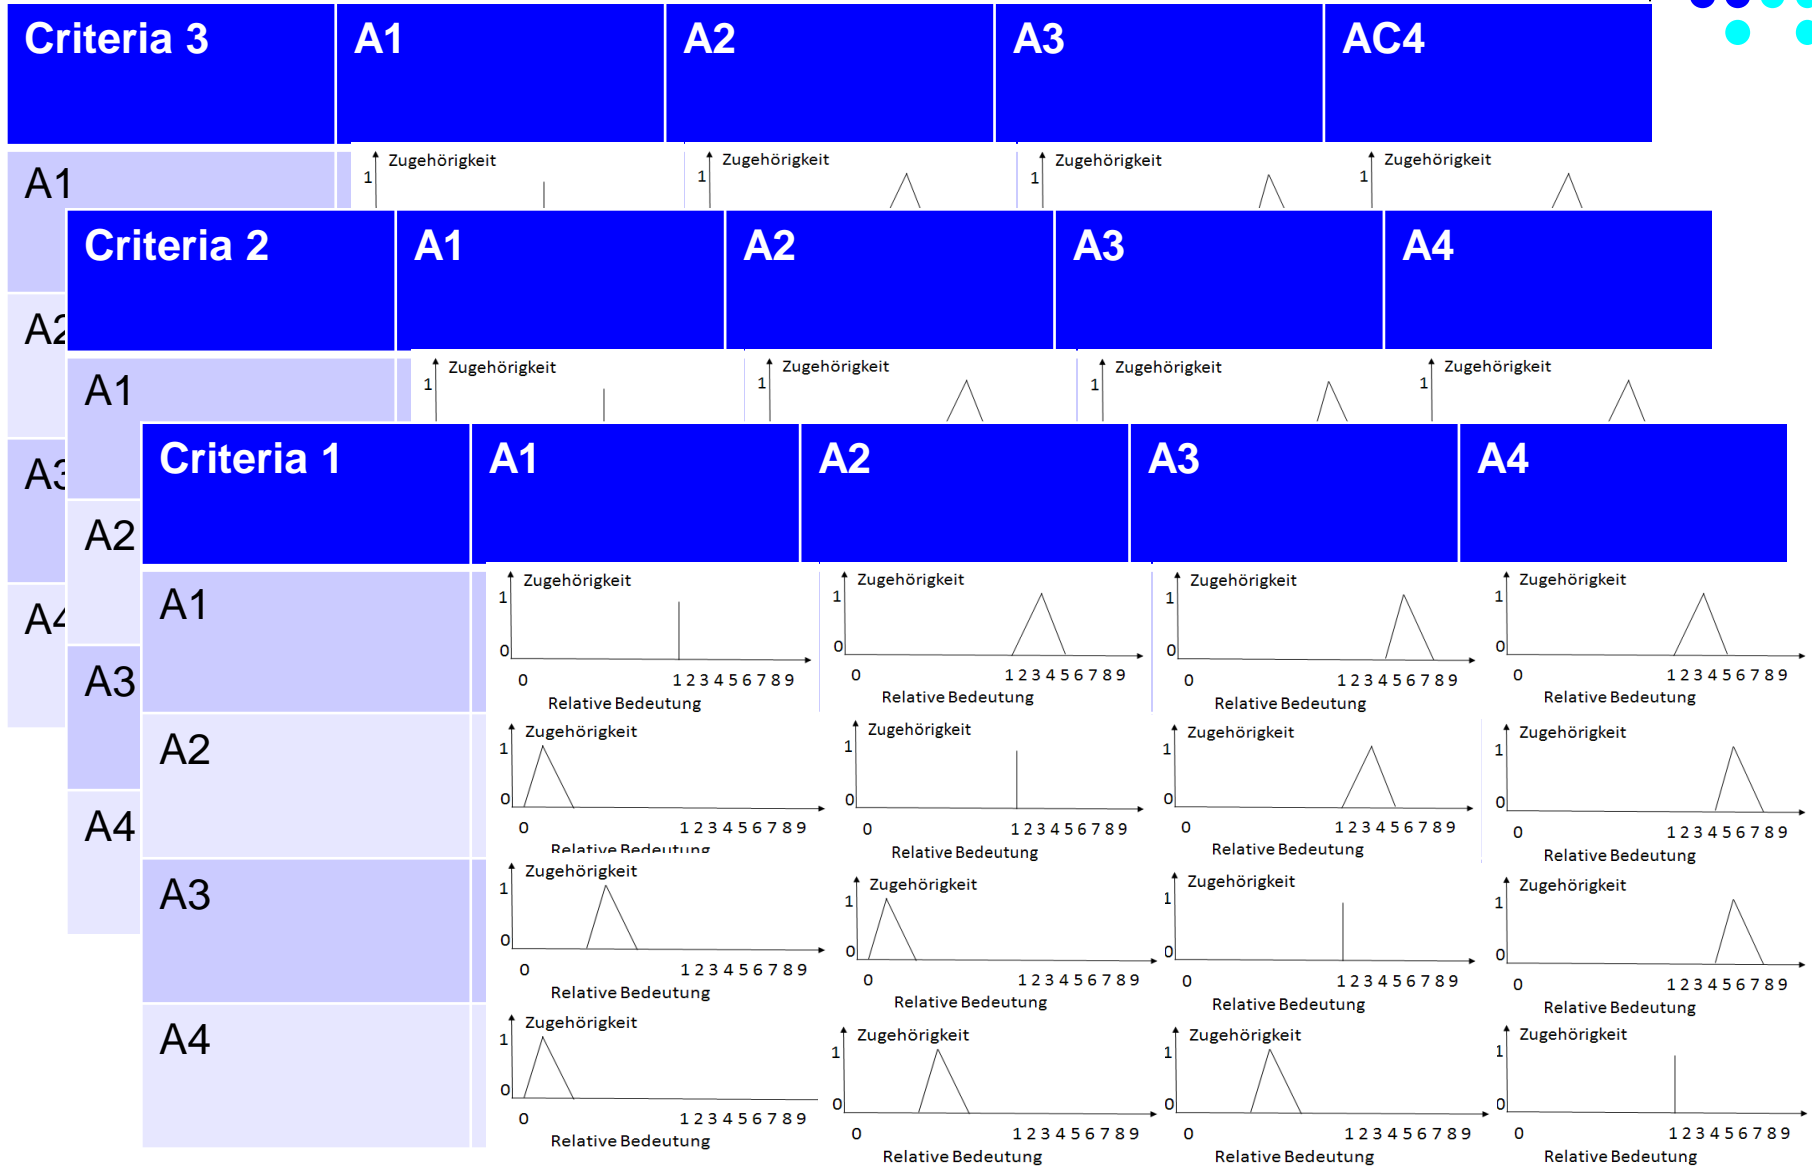 Criteria 3 A1 A2 A3 AC4
A1
Zugehörigkeit Zugehörigkeit Zugehörigkeit Zugehörigkeit
1 1 1 1
Criteria 2 A1 A2 A3 A4
A2
A1
Zugehörigkeit Zugehörigkeit Zugehörigkeit Zugehörigkeit
1 1 1 1
Criteria 1 A1 A2 A3 A4
A3
A2
A1
Zugehörigkeit Zugehörigkeit Zugehörigkeit Zugehörigkeit
1 1 1 1
0 0 0 0
0 1 2 3 4 5 6 7 8 9 0 1 2 3 4 5 6 7 8 9 0 1 2 3 4 5 6 7 8 9 0 1 2 3 4 5 6 7 8 9
Relative Bedeutung Relative Bedeutung Relative Bedeutung Relative Bedeutung
A4
A3
A2
Zugehörigkeit Zugehörigkeit Zugehörigkeit Zugehörigkeit
1 1 1 1
0 0 0 0
0 1 2 3 4 5 6 7 8 9 0 1 2 3 4 5 6 7 8 9 0 1 2 3 4 5 6 7 8 9 0 1 2 3 4 5 6 7 8 9
Relative Bedeutung Relative Bedeutung Relative Bedeutung Relative Bedeutung
A4
A3
Zugehörigkeit Zugehörigkeit Zugehörigkeit Zugehörigkeit
1 1 1 1
0 0 0 0
0 1 2 3 4 5 6 7 8 9 0 1 2 3 4 5 6 7 8 9 0 1 2 3 4 5 6 7 8 9 0 1 2 3 4 5 6 7 8 9
Relative Bedeutung Relative Bedeutung Relative Bedeutung Relative Bedeutung
A4
Zugehörigkeit Zugehörigkeit Zugehörigkeit Zugehörigkeit
1 1 1 1
0 0 0 0
0 1 2 3 4 5 6 7 8 9 0 1 2 3 4 5 6 7 8 9 0 1 2 3 4 5 6 7 8 9 0 1 2 3 4 5 6 7 8 9
Relative Bedeutung Relative Bedeutung Relative Bedeutung Relative Bedeutung